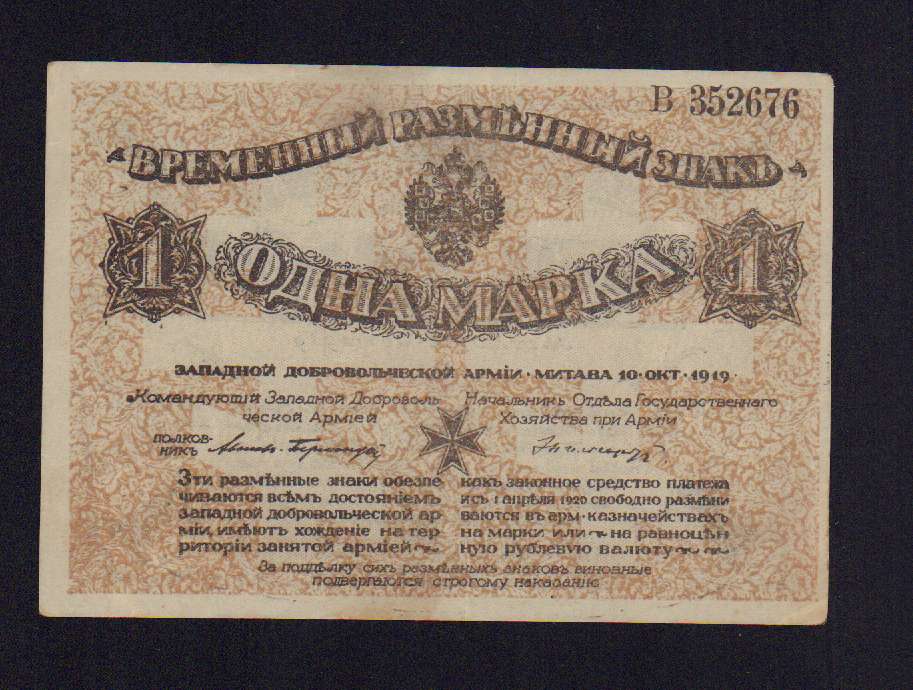 В 352676
ВРЕМЕННЫЙ РАЗМѢННЫЙ ЗНАКЪ
1 ОДНА МАРКА 1
ЗАПАДНОЙ ДОБРОВОЛЬЧЕСКОЙ АРМІИ · МИТАВА 10 · ОКТ · 1919
Командующій Западной Доброволь
ческой Арміей
полков-
никъ
Начальникъ Отдѣла Государственнаго
Хозяйства при Арміи
Эти размѣнные знаки обезпе
чиваются всѣмъ достояніемъ
западной добровольческой ар
міи, имѣютъ хожденіе на тер
риторіи занятой арміей
какъ законное средство платежа
и съ 1 апрѣля 1920 свободно размѣни
ваются въ арм · казначействахъ
на марки или на равноцѣн
ную рублевую валюту
За поддѣлку сихъ размѣнныхъ знаковъ виновные
подвергаются строгому наказанію